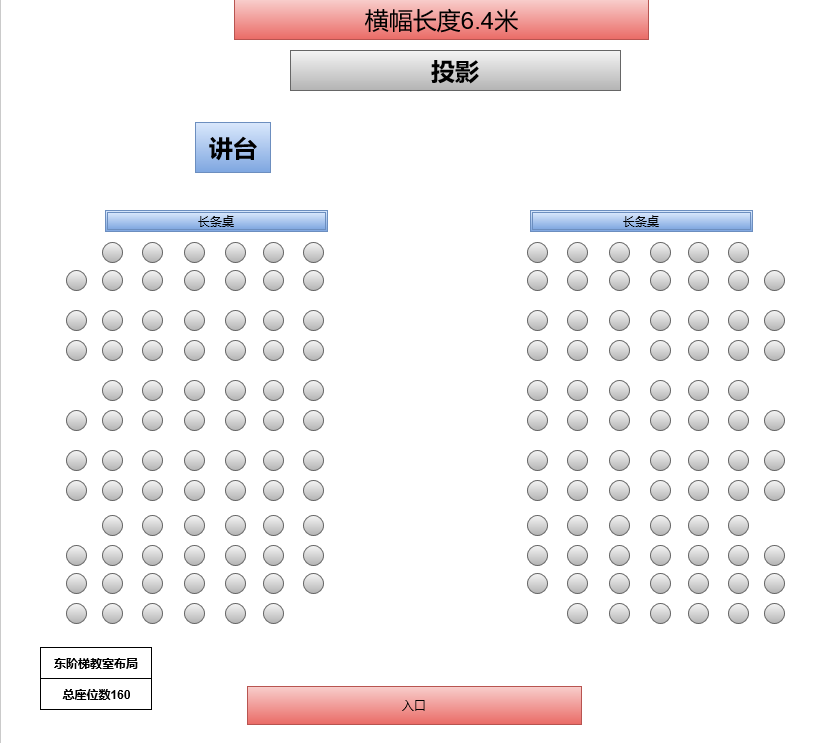 横幅长度6.4米
投影
讲台
长条桌
长条桌
东阶梯教室布局
总座位数160
入口